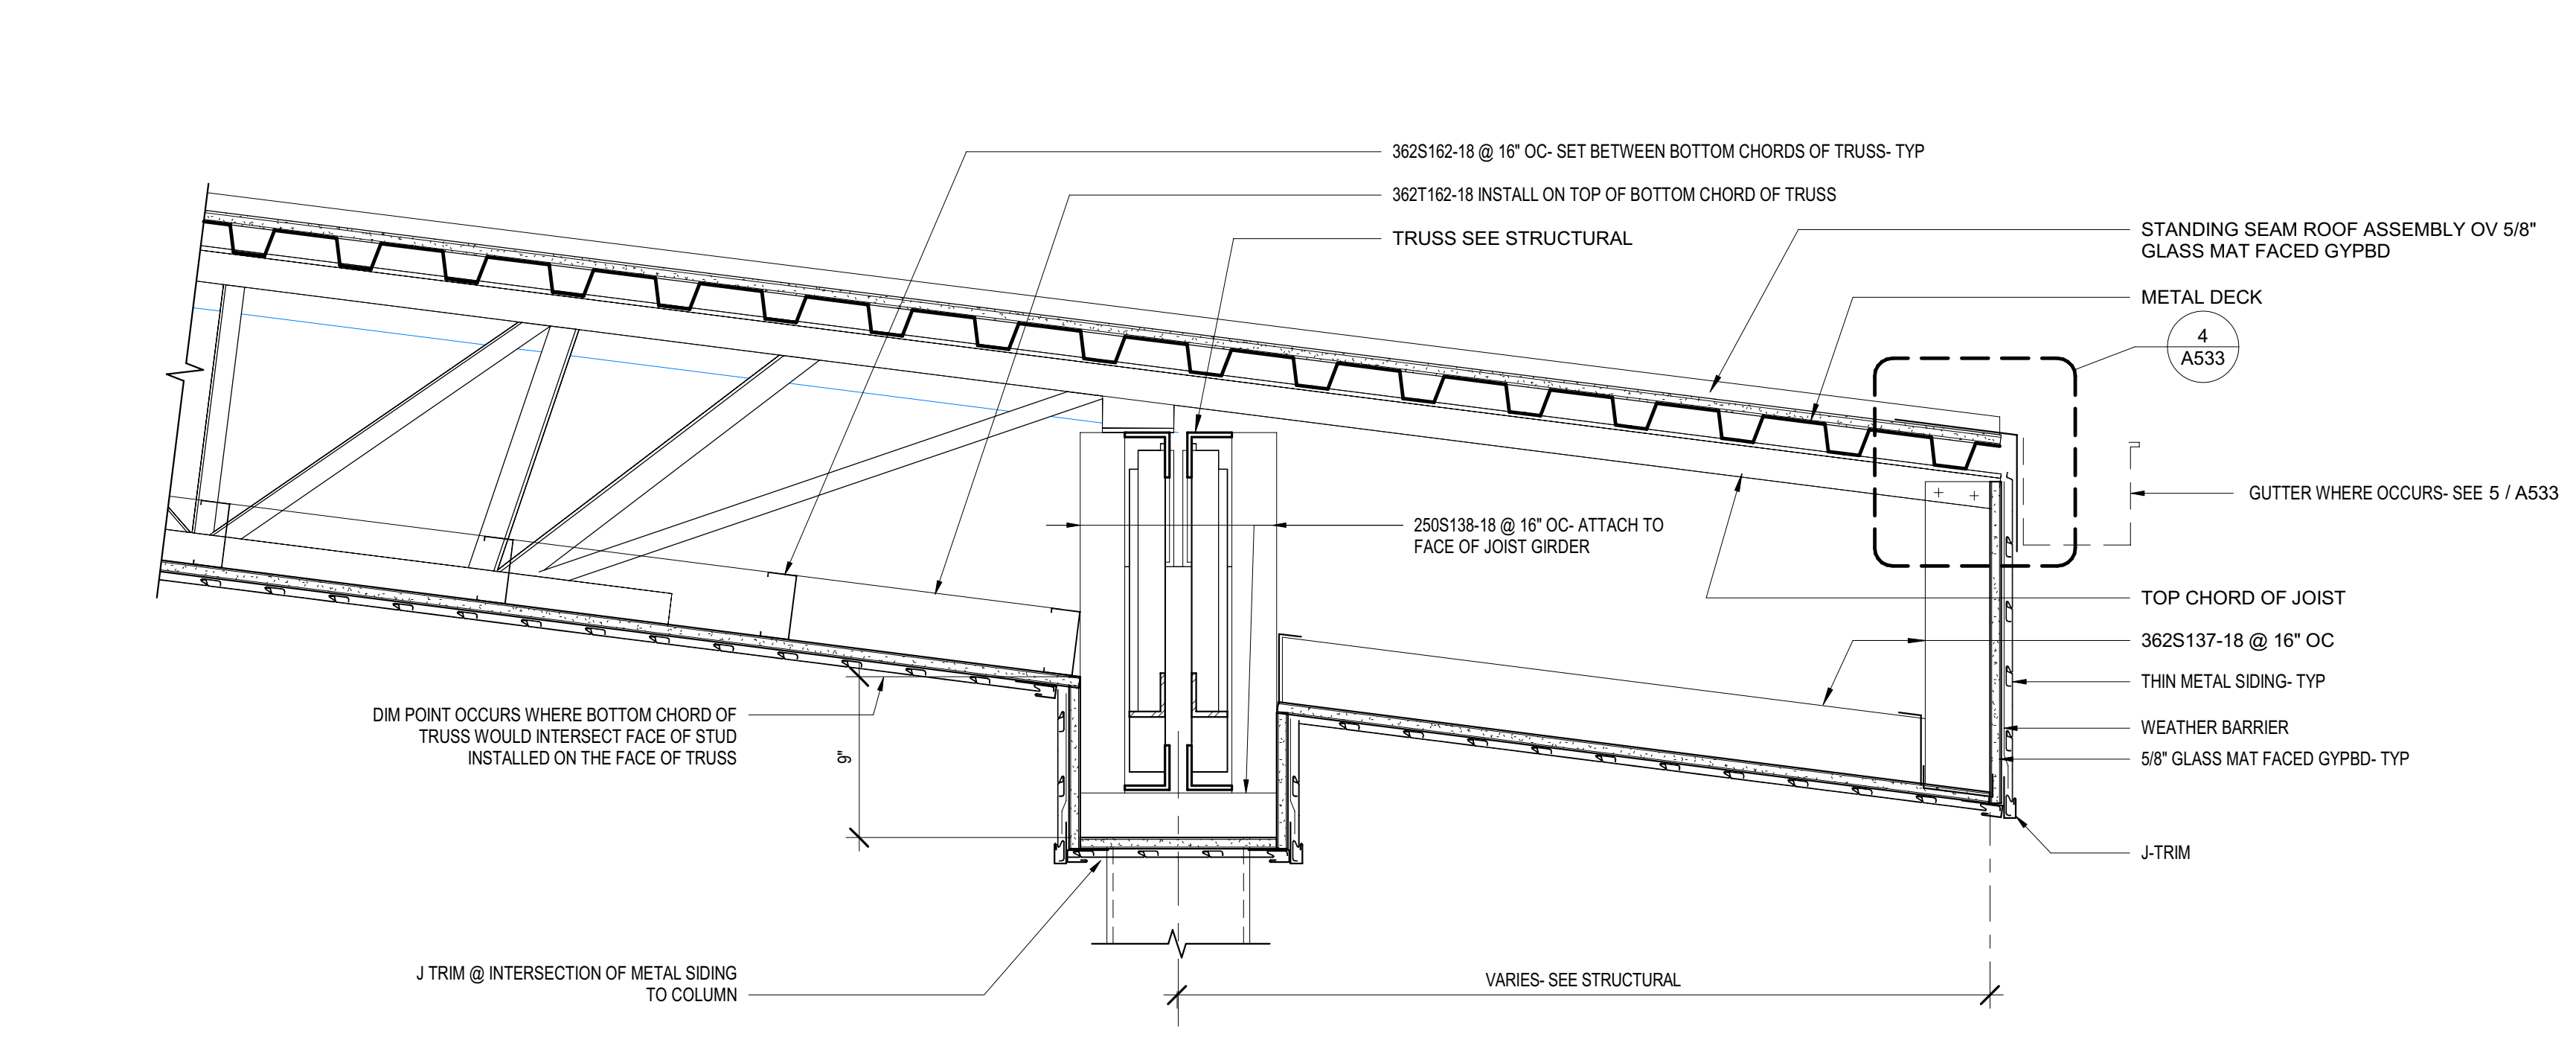 362S162-18 @ 16" OC- SET BETWEEN BOTTOM CHORDS OF TRUSS- TYP
362T162-18 INSTALL ON TOP OF BOTTOM CHORD OF TRUSS
TRUSS SEE STRUCTURAL
STANDING SEAM ROOF ASSEMBLY OV 5/8"
GLASS MAT FACED GYPBD
METAL DECK
4
A533
GUTTER WHERE OCCURS- SEE 5 / A533
250S138-18 @ 16" OC- ATTACH TO
FACE OF JOIST GIRDER
TOP CHORD OF JOIST
362S137-18 @ 16" OC
THIN METAL SIDING- TYP
WEATHER BARRIER
5/8" GLASS MAT FACED GYPBD- TYP
J-TRIM
DIM POINT OCCURS WHERE BOTTOM CHORD OF
TRUSS WOULD INTERSECT FACE OF STUD
INSTALLED ON THE FACE OF TRUSS
9"
J TRIM @ INTERSECTION OF METAL SIDING
TO COLUMN
VARIES- SEE STRUCTURAL